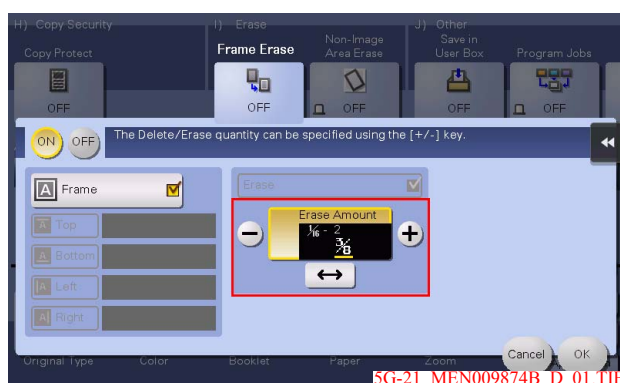 H) Copy Security
I) Erase
J) Other
Copy Protect
Frame Erase
Non-Image
Area Erase
Save in
User Box
Program Jobs
OFF
OFF
OFF
OFF
OFF
ON
OFF
The Delete/Erase quantity can be specified using the [+/-] key.
A Frame
Erase
A Top
A Bottom
A Left
A Right
Erase Amount
1/16 - 2
3/8
Original Type
Color
Booklet
Paper
Zoom
Cancel
OK
5G-21_MEN009874B_D_01.TIF